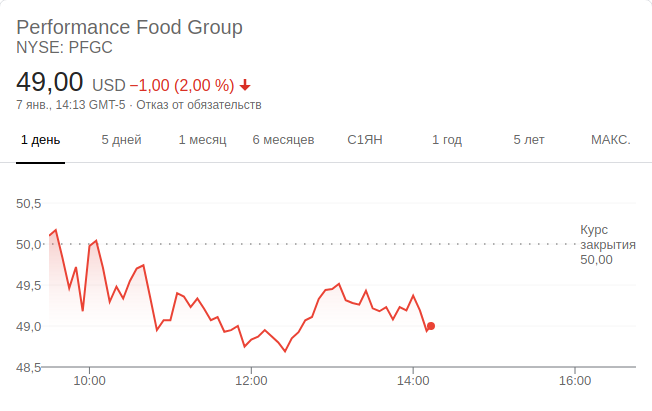 Performance Food Group
NYSE: PFGC
49,00 USD −1,00 (2,00 %)
7 янв., 14:13 GMT-5 · Отказ от обязательств
1 день 5 дней 1 месяц 6 месяцев С1ЯН 1 год 5 лет МАКС.
50,5
Курс
50,0 закрытия
50,00
49,5
49,0
48,5
10:00 12:00 14:00 16:00